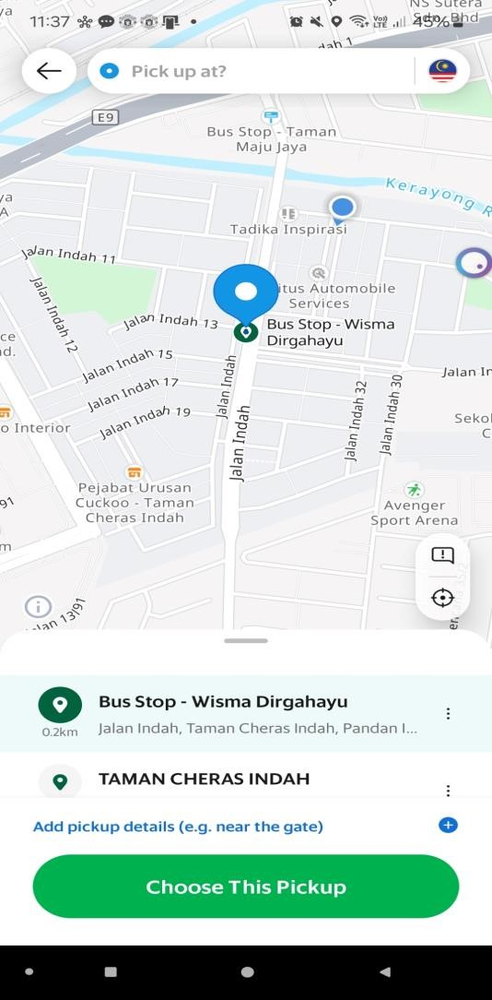 11:37
45%
NS Sutera
Sdn. Bhd
Pick up at?
E9
Bus Stop - Taman
Maju Jaya
Kerayong R
Tadika Inspirasi
Jalan Indah 11
itus Automobile
Services
Jalan Indah 12
Jalan Indah 13
Bus Stop - Wisma
Dirgahayu
Jalan Indah 15
Jalan In
Jalan Indah 17
Jalan Indah
Jalan Indah 32
Jalan Indah 30
Jalan Indah 19
Jalan Indah
o Interior
Sekol
C
Pejabat Urusan
Cuckoo - Taman
Cheras Indah
Avenger
Sport Arena
Jalan 13/91
Bus Stop - Wisma Dirgahayu
0.2km
Jalan Indah, Taman Cheras Indah, Pandan I...
TAMAN CHERAS INDAH
Add pickup details (e.g. near the gate)
Choose This Pickup